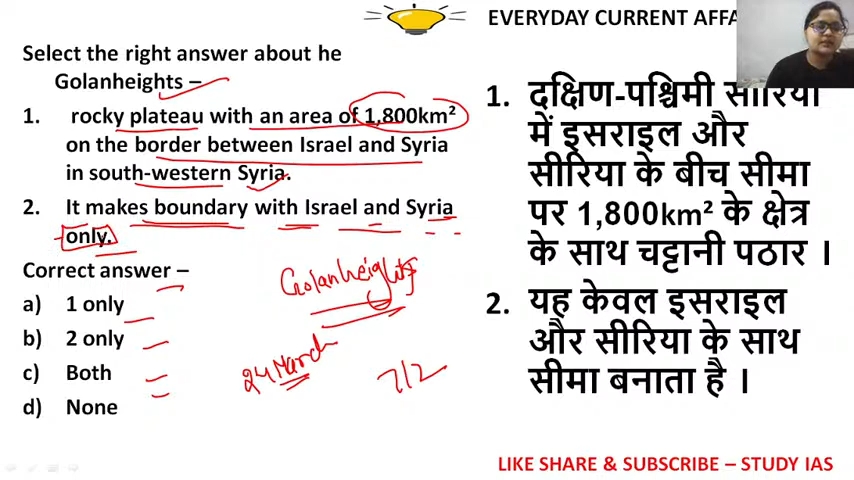 EVERYDAY CURRENT AFFA
Select the right answer about he
Golanheights –
1. rocky plateau with an area of 1,800km²
on the border between Israel and Syria
in south-western Syria.
2. It makes boundary with Israel and Syria
only.
Correct answer –
a) 1 only
b) 2 only
c) Both
d) None
Golanheights
24 March
1. दक्षिण-पश्चिमी सीरिया
में इसराइल और
सीरिया के बीच सीमा
पर 1,800km² के क्षेत्र
के साथ चट्टानी पठार ।
2. यह केवल इसराइल
और सीरिया के साथ
सीमा बनाता है ।
LIKE SHARE & SUBSCRIBE – STUDY IAS